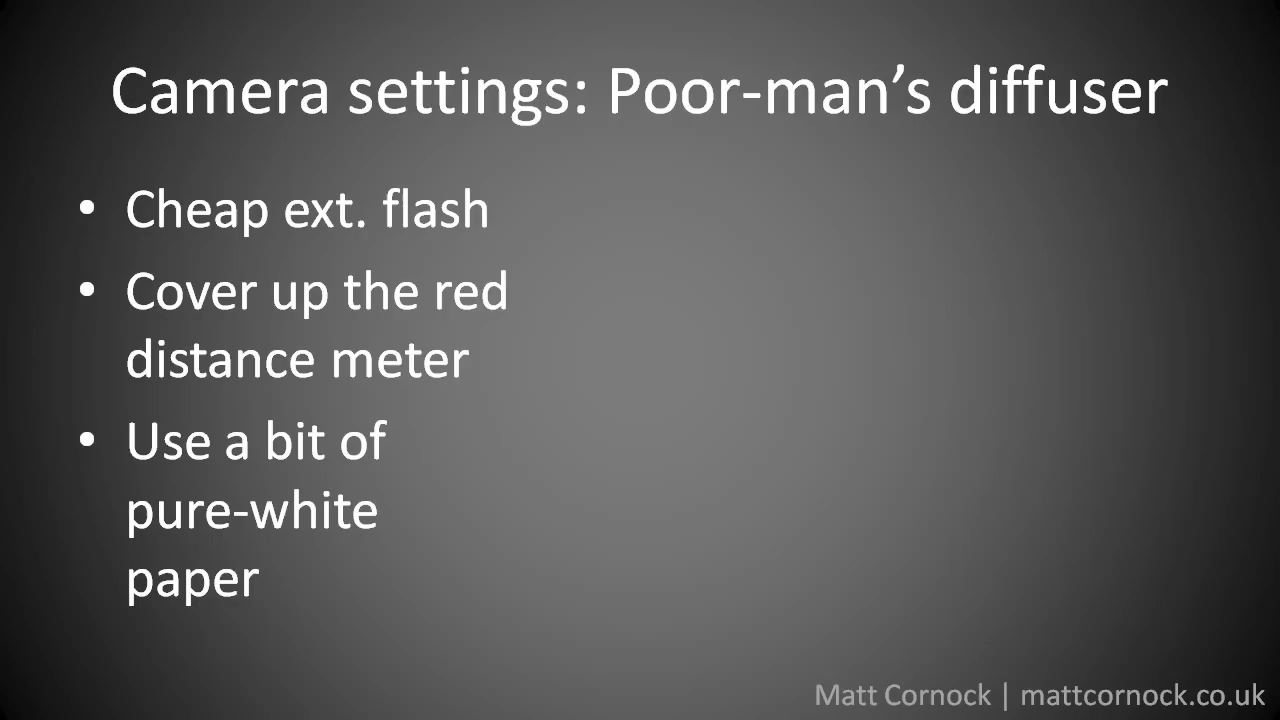 Camera settings: Poor-man’s diffuser
• Cheap ext. flash
• Cover up the red
distance meter
• Use a bit of
pure-white
paper
Matt Cornock | mattcornock.co.uk